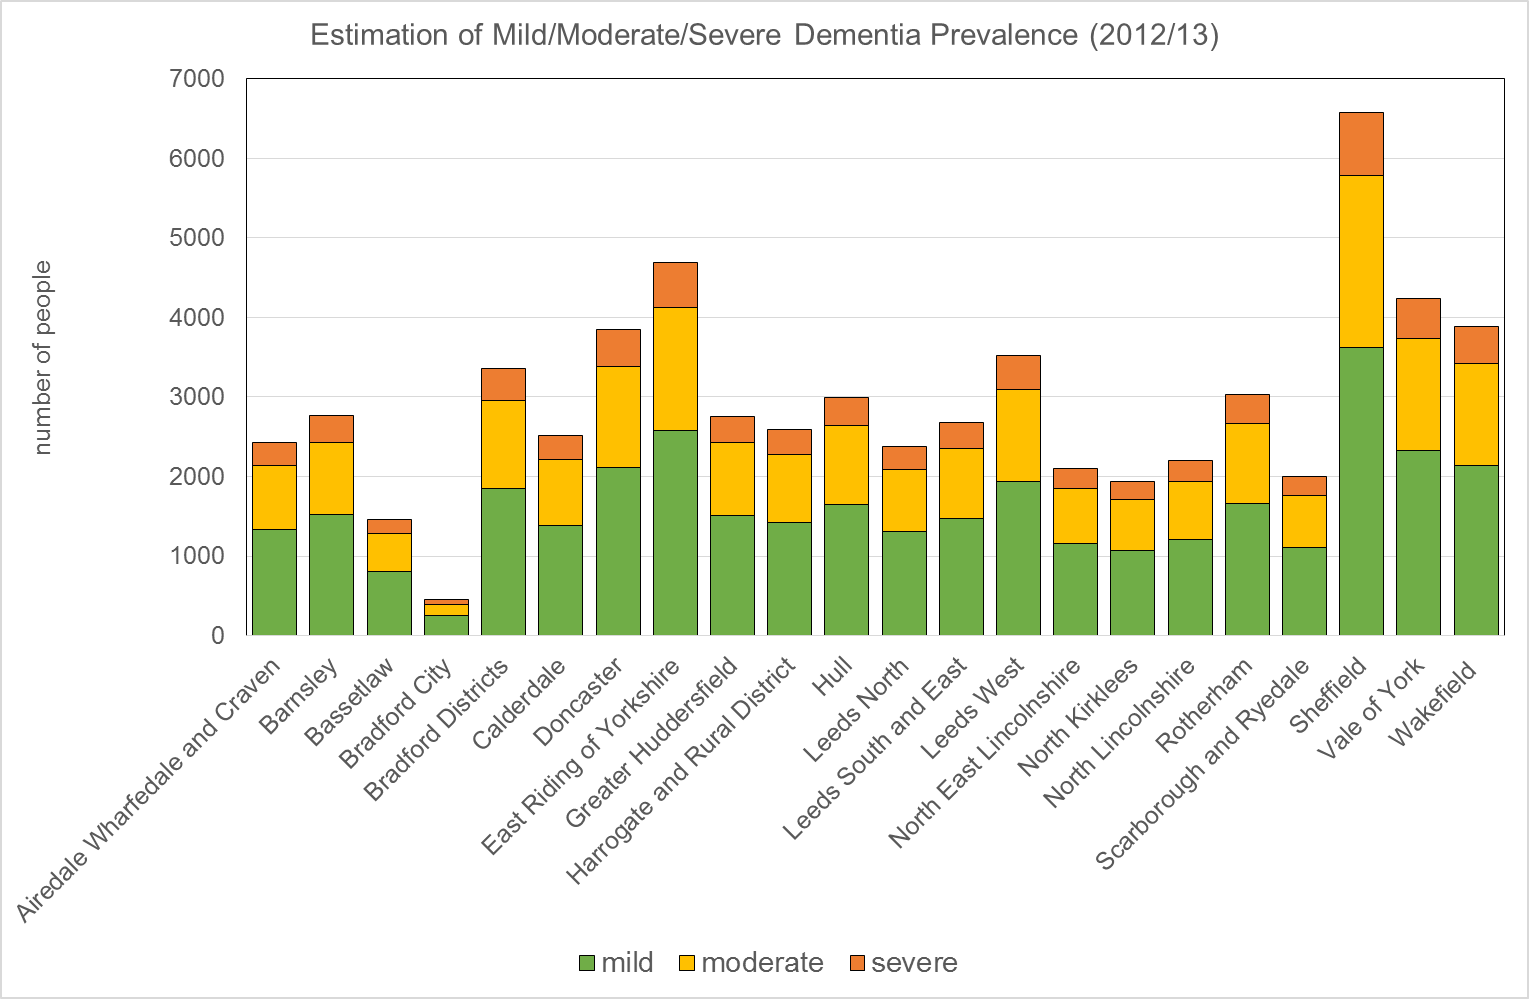 Estimation of Mild/Moderate/Severe Dementia Prevalence (2012/13)
number of people
7000
6000
5000
4000
3000
2000
1000
0
Airedale Wharfedale and Craven
Barnsley
Bassetlaw
Bradford City
Bradford Districts
Calderdale
Doncaster
East Riding of Yorkshire
Greater Huddersfield
Harrogate and Rural District
Hull
Leeds North
Leeds South and East
Leeds West
North East Lincolnshire
North Kirklees
North Lincolnshire
Rotherham
Scarborough and Ryedale
Sheffield
Vale of York
Wakefield
mild
moderate
severe